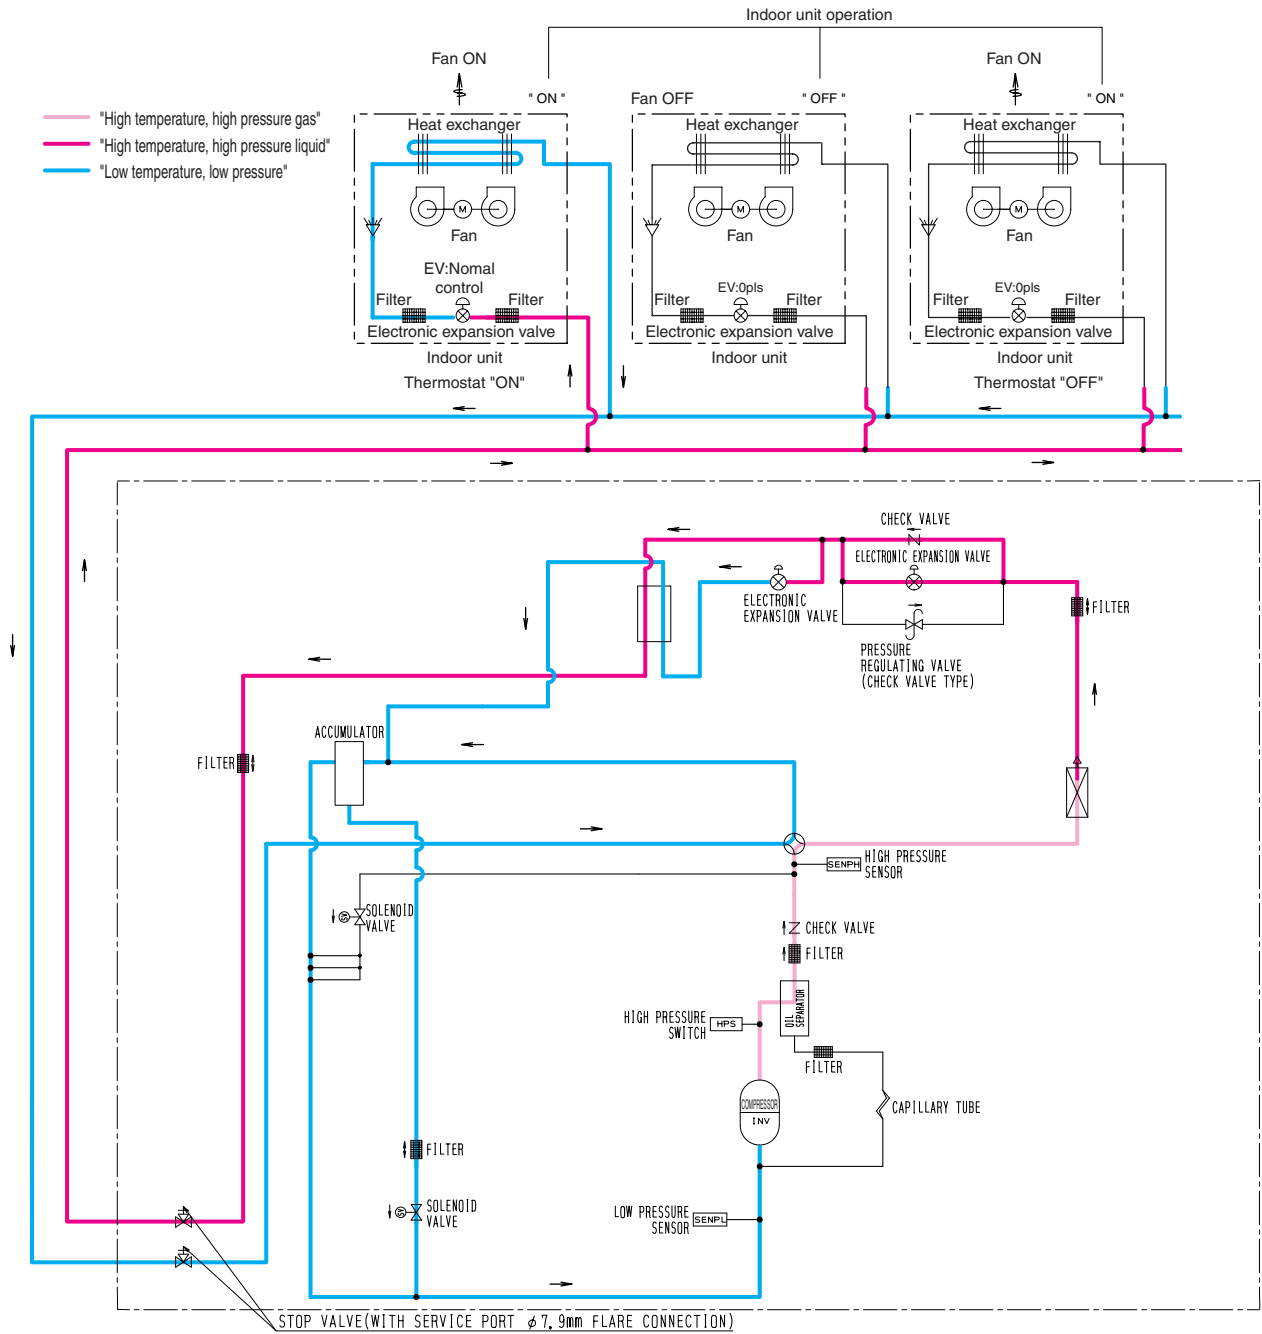 Indoor unit operation
Fan ON
Fan ON
" ON "
Fan OFF
" OFF "
" ON "
"High temperature, high pressure gas"
"High temperature, high pressure liquid"
"Low temperature, low pressure"
Heat exchanger
Heat exchanger
Heat exchanger
M
M
M
Fan
Fan
Fan
EV:Nomal
control
EV:0pls
EV:0pls
Filter
Filter
Filter
Filter
Filter
Filter
Electronic expansion valve
Electronic expansion valve
Electronic expansion valve
Indoor unit
Indoor unit
Indoor unit
Thermostat "ON"
Thermostat "OFF"
CHECK VALVE
ELECTRONIC EXPANSION VALVE
ELECTRONIC
EXPANSION VALVE
FILTER
PRESSURE
REGULATING VALVE
(CHECK VALVE TYPE)
ACCUMULATOR
FILTER
SENPH
HIGH PRESSURE
SENSOR
SOLENOID
VALVE
CHECK VALVE
FILTER
OIL
SEPARATOR
HIGH PRESSURE
SWITCH
HPS
FILTER
COMPRESSOR
INV
CAPILLARY TUBE
FILTER
SOLENOID
VALVE
LOW PRESSURE
SENSOR
SENPL
STOP VALVE(WITH SERVICE PORT φ7.9mm FLARE CONNECTION)